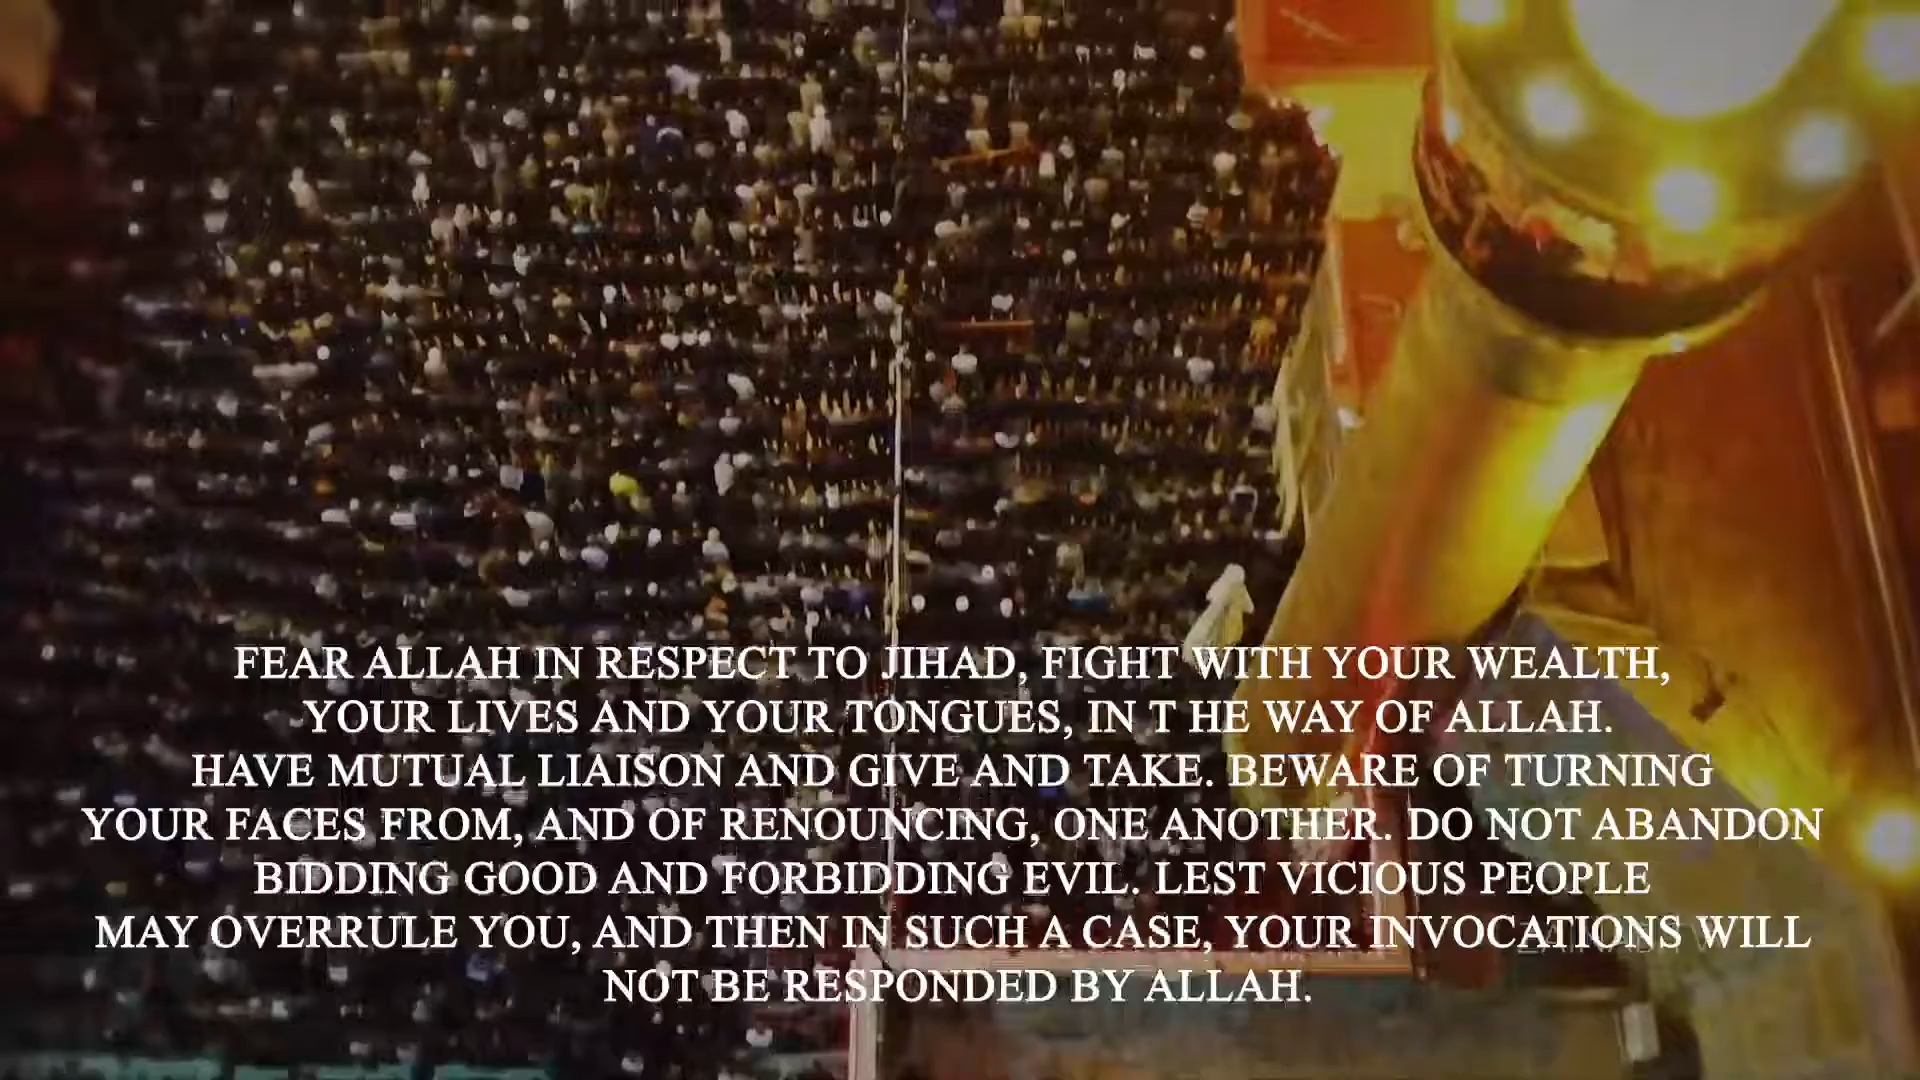 FEAR ALLAH IN RESPECT TO JIHAD, FIGHT WITH YOUR WEALTH,
YOUR LIVES AND YOUR TONGUES, IN T HE WAY OF ALLAH.
HAVE MUTUAL LIAISON AND GIVE AND TAKE. BEWARE OF TURNING
YOUR FACES FROM, AND OF RENOUNCING, ONE ANOTHER. DO NOT ABANDON
BIDDING GOOD AND FORBIDDING EVIL. LEST VICIOUS PEOPLE
MAY OVERRULE YOU, AND THEN IN SUCH A CASE, YOUR INVOCATIONS WILL
NOT BE RESPONDED BY ALLAH.